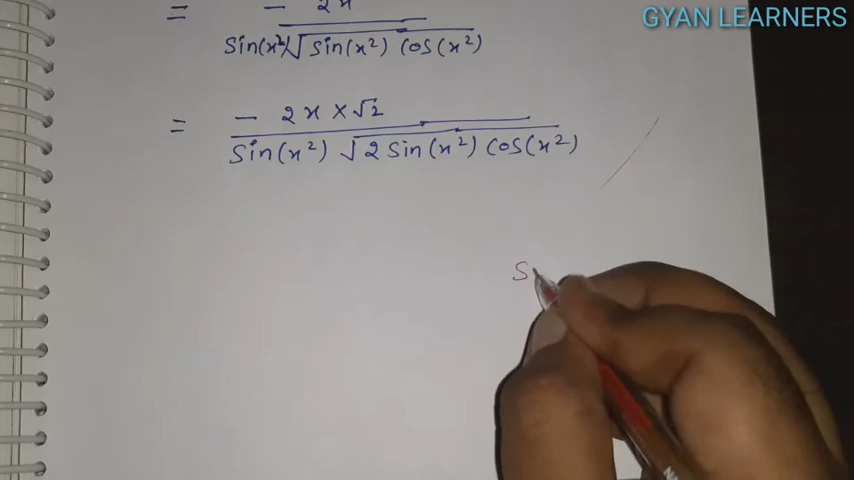 GYAN LEARNERS
= - 2x / sin(x²) √sin(x²) cos(x²)
= - 2x × √2 / sin(x²) √2 sin(x²) cos(x²)
S